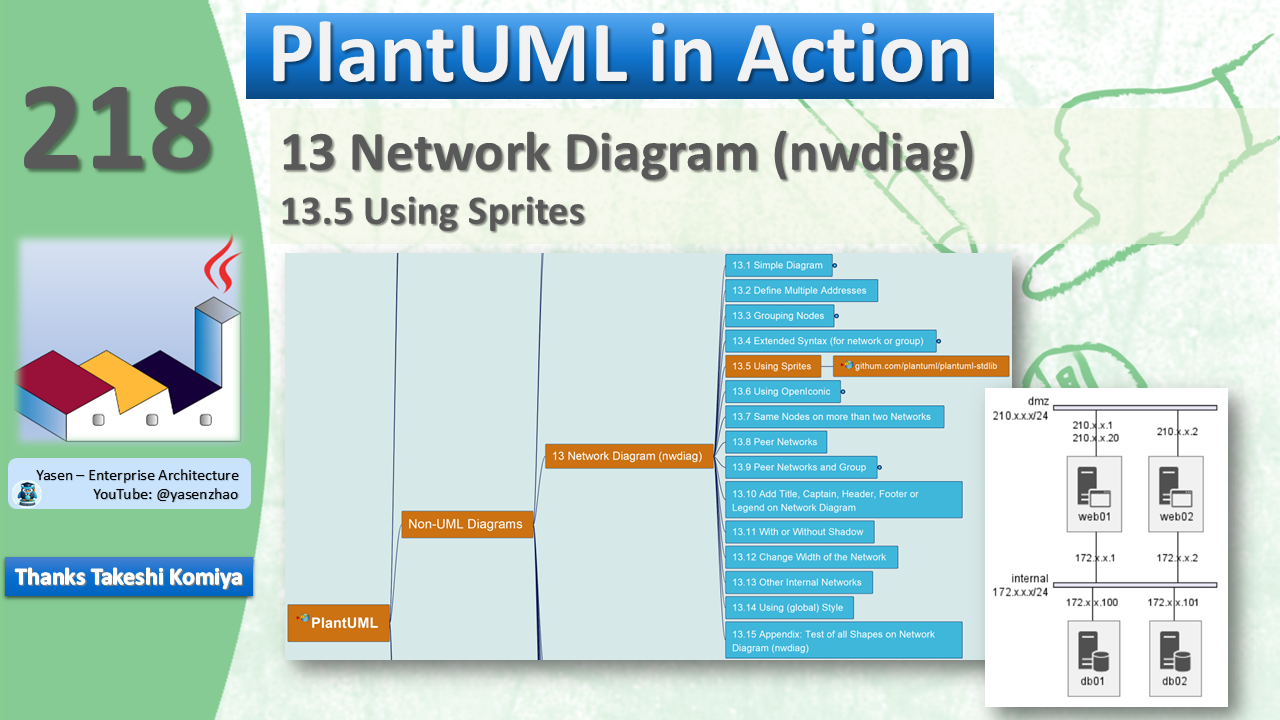 PlantUML in Action
218
13 Network Diagram (nwdiag)
13.5 Using Sprites
Yasen – Enterprise Architecture
YouTube: @yasenzhao
Thanks Takeshi Komiya
PlantUML
Non-UML Diagrams
13 Network Diagram (nwdiag)
13.1 Simple Diagram
13.2 Define Multiple Addresses
13.3 Grouping Nodes
13.4 Extended Syntax (for network or group)
13.5 Using Sprites
githum.com/plantuml/plantuml-stdlib
13.6 Using OpenIconic
13.7 Same Nodes on more than two Networks
13.8 Peer Networks
13.9 Peer Networks and Group
13.10 Add Title, Captain, Header, Footer or
Legend on Network Diagram
13.11 With or Without Shadow
13.12 Change Width of the Network
13.13 Other Internal Networks
13.14 Using (global) Style
13.15 Appendix: Test of all Shapes on Network
Diagram (nwdiag)
dmz
210.x.x.x/24
210.x.x.1
210.x.x.20
210.x.x.2
web01
web02
172.x.x.1
172.x.x.2
internal
172.x.x.x/24
172.x.x.100
172.x.x.101
db01
db02